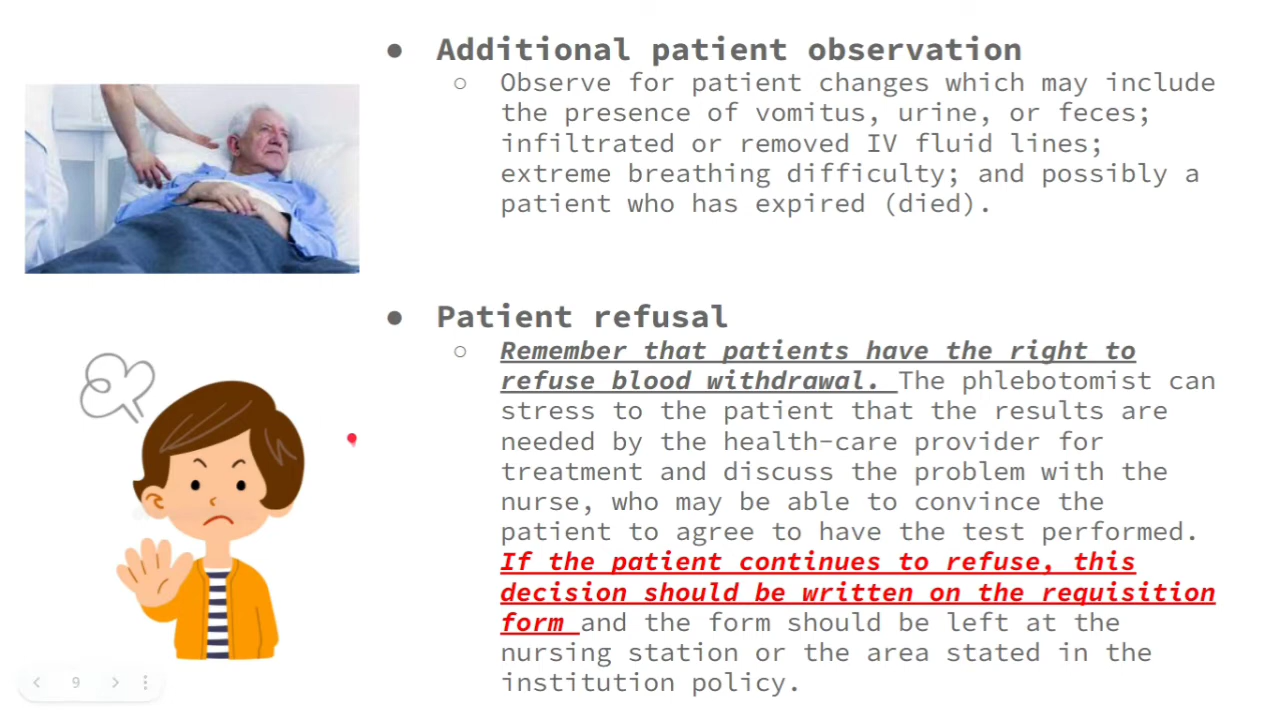 ● Additional patient observation
○ Observe for patient changes which may include
the presence of vomitus, urine, or feces;
infiltrated or removed IV fluid lines;
extreme breathing difficulty; and possibly a
patient who has expired (died).
● Patient refusal
○ Remember that patients have the right to
refuse blood withdrawal. The phlebotomist can
stress to the patient that the results are
needed by the health-care provider for
treatment and discuss the problem with the
nurse, who may be able to convince the
patient to agree to have the test performed.
If the patient continues to refuse, this
decision should be written on the requisition
form and the form should be left at the
nursing station or the area stated in the
institution policy.
9